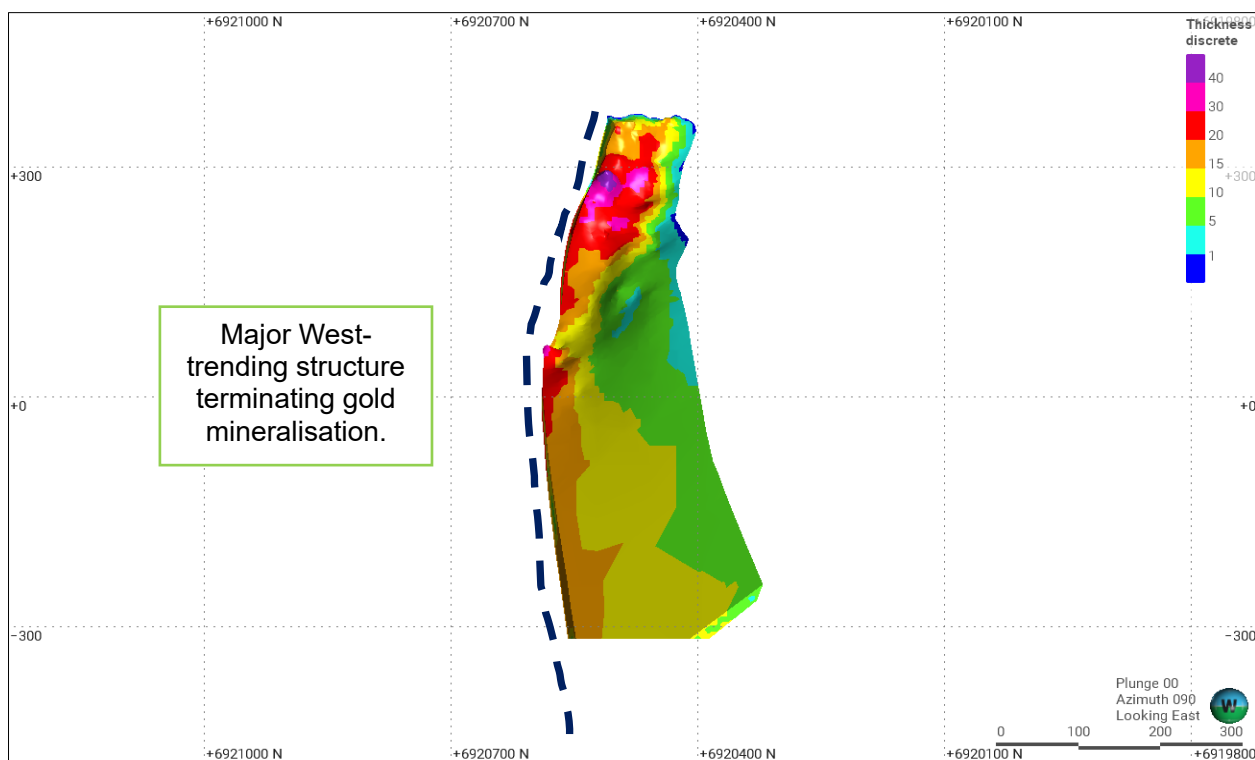 +6921000 N
+6920700 N
+6920400 N
+6920100 N
+6919800
Thickness
discrete
40
30
20
15
10
5
1
+300
+300
Major West-
trending structure
terminating gold
mineralisation.
+0
+0
-300
-300
Plunge 00
Azimuth 090
Looking East
W
0
100
200
300
+6921000 N
+6920700 N
+6920400 N
+6920100 N
+6919800